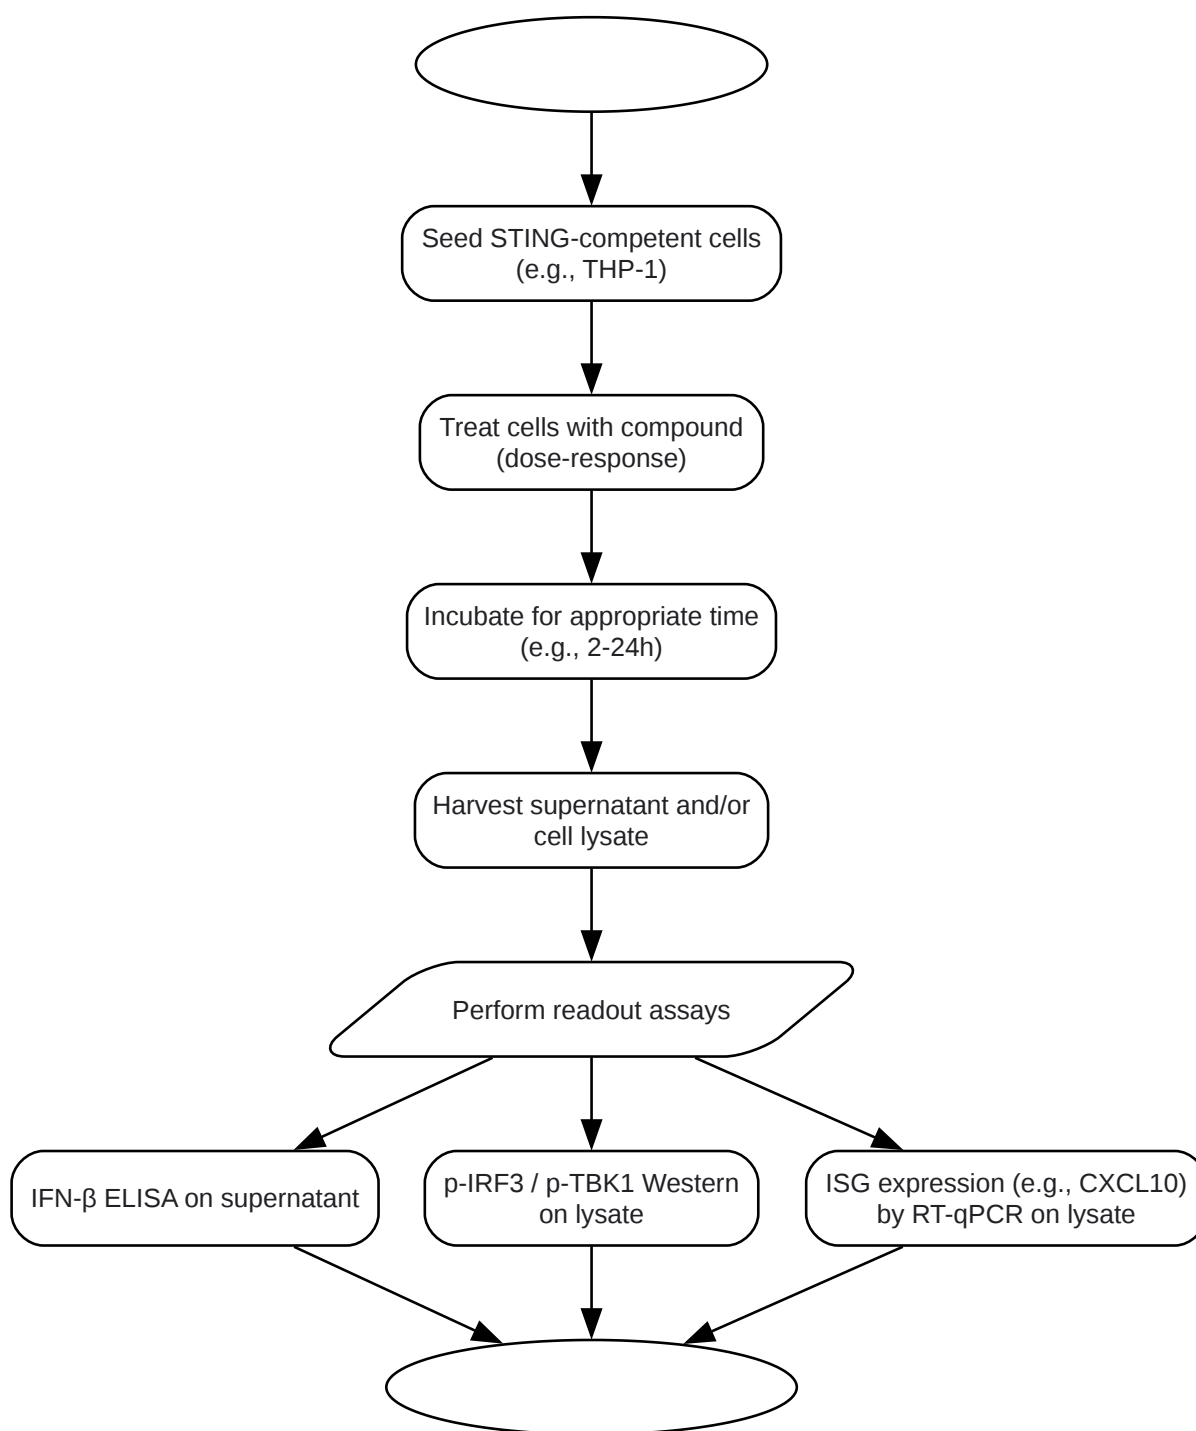 Seed STING-competent cells
(e.g., THP-1)
Treat cells with compound
(dose-response)
Incubate for appropriate time
(e.g., 2-24h)
Harvest supernatant and/or
cell lysate
Perform readout assays
IFN-β ELISA on supernatant
p-IRF3 / p-TBK1 Western
on lysate
ISG expression (e.g., CXCL10)
by RT-qPCR on lysate